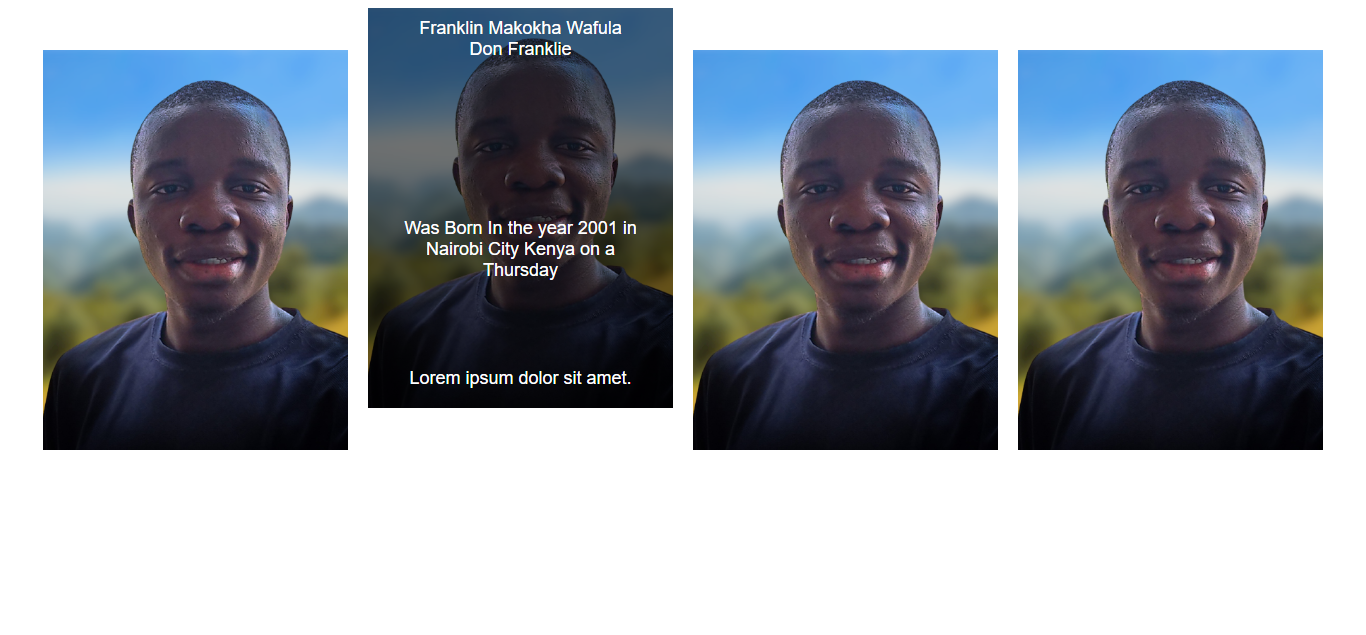 Franklin Makokha Wafula
Don Franklie
Was Born In the year 2001 in
Nairobi City Kenya on a
Thursday
Lorem ipsum dolor sit amet.